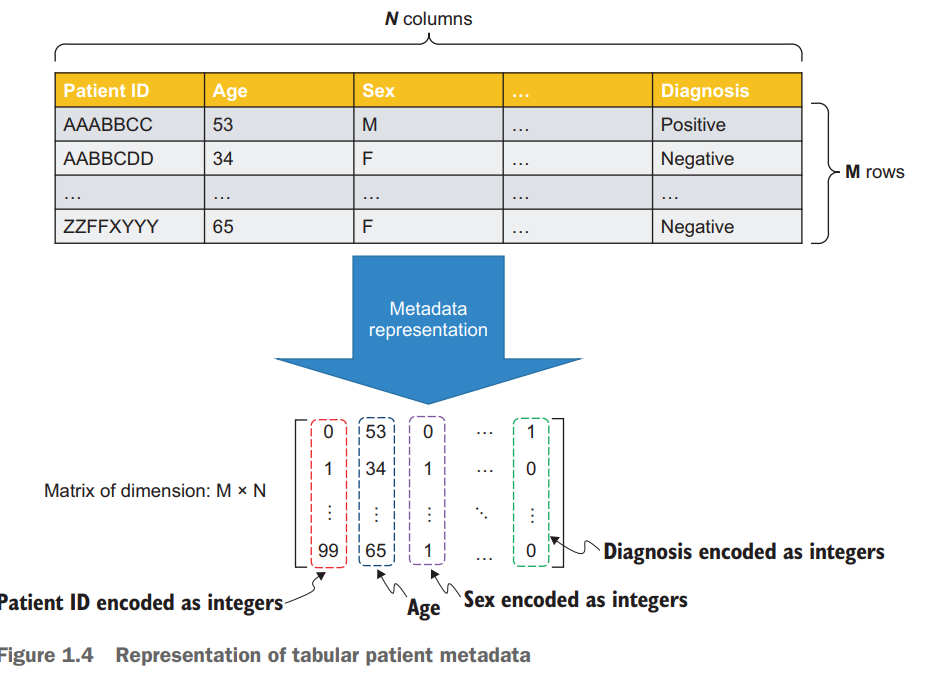 N columns
Patient ID Age Sex … Diagnosis
AAABBCC 53 M … Positive
AABBCDD 34 F … Negative
… … … … …
ZZFFXYYY 65 F … Negative
M rows
Metadata
representation
Matrix of dimension: M × N
0 53 0 … 1
1 34 1 … 0
⋮ ⋮ ⋮ ⋱ ⋮
99 65 1 … 0
Diagnosis encoded as integers
Patient ID encoded as integers
Age
Sex encoded as integers
Figure 1.4 Representation of tabular patient metadata